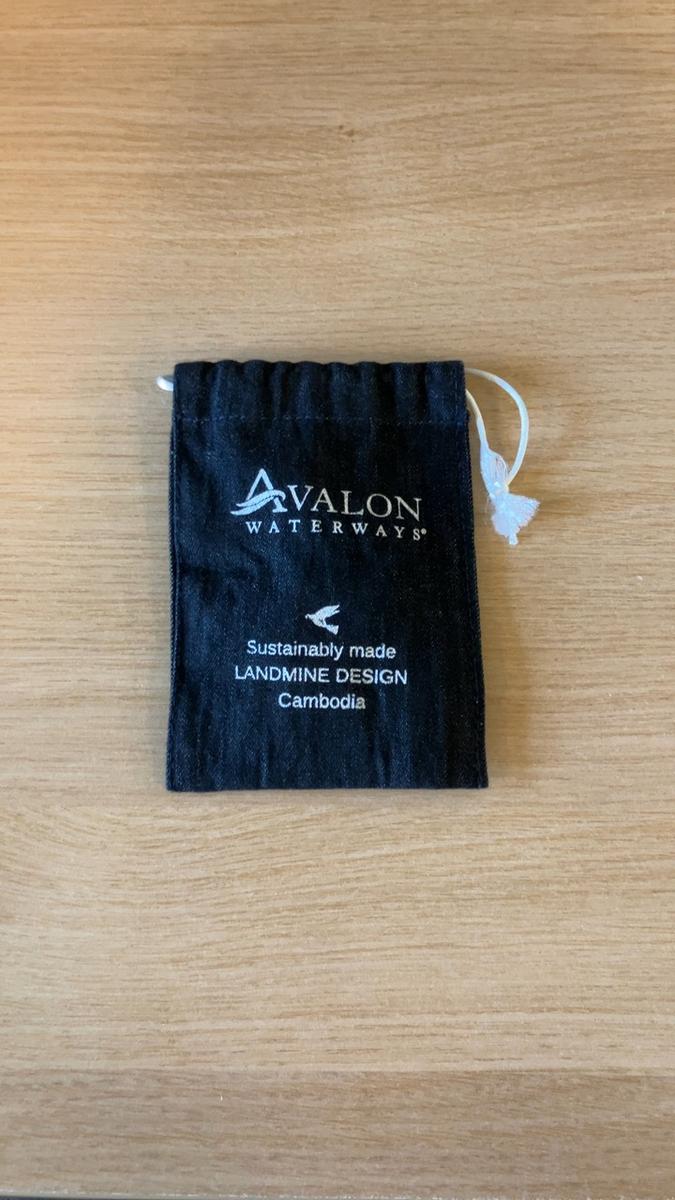 AVALON
WATERWAYS®
Sustainably made
LANDMINE DESIGN
Cambodia